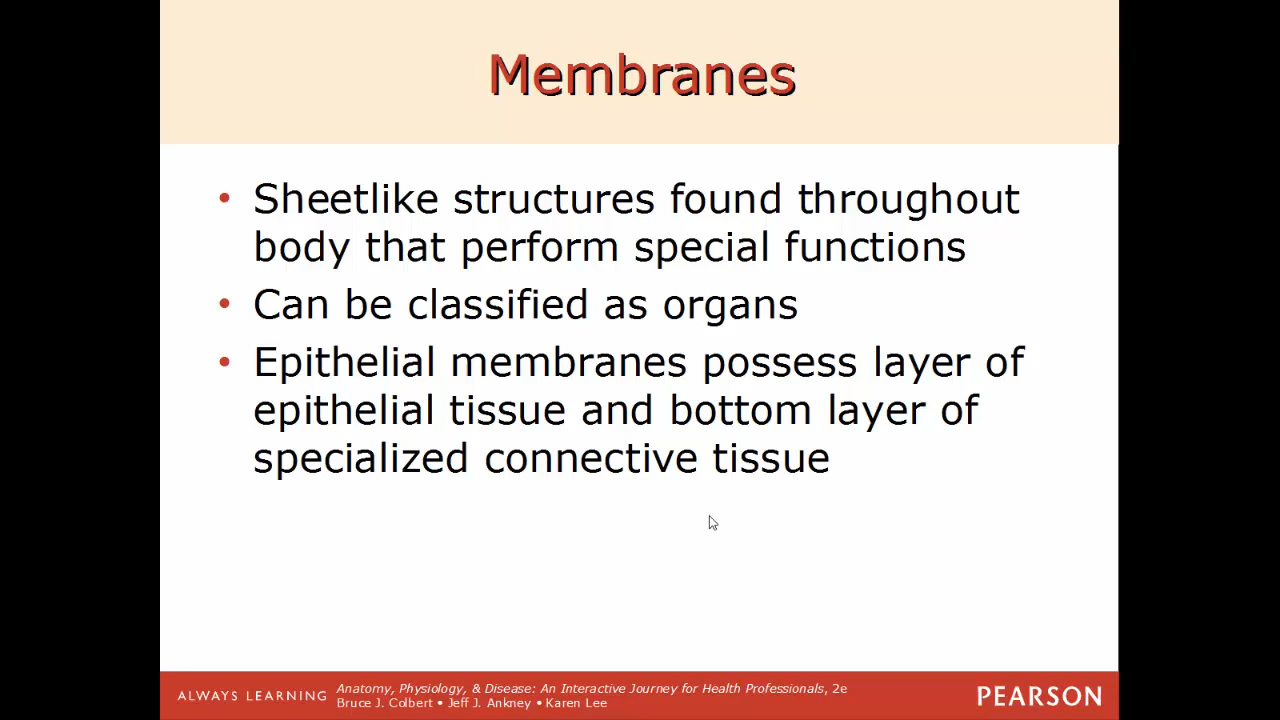 Membranes
• Sheetlike structures found throughout
body that perform special functions
• Can be classified as organs
• Epithelial membranes possess layer of
epithelial tissue and bottom layer of
specialized connective tissue
ALWAYS LEARNING
Anatomy, Physiology, & Disease: An Interactive Journey for Health Professionals, 2e
Bruce J. Colbert • Jeff J. Ankney • Karen Lee
PEARSON